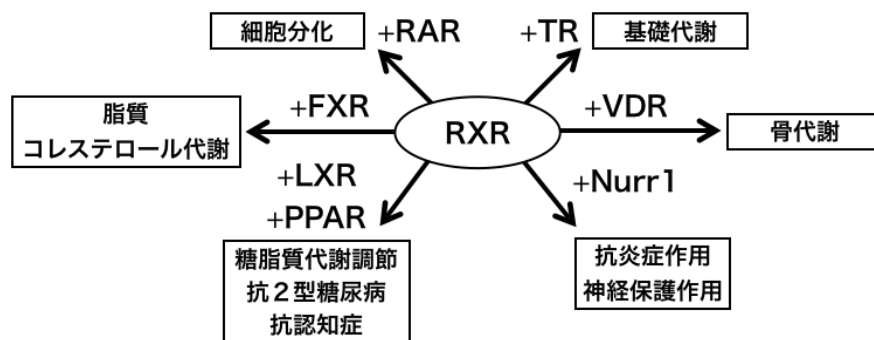 細胞分化
+RAR
+TR
基礎代謝
脂質
コレステロール代謝
+FXR
RXR
+VDR
骨代謝
+LXR
+PPAR
+Nurr1
糖脂質代謝調節
抗２型糖尿病
抗認知症
抗炎症作用
神経保護作用